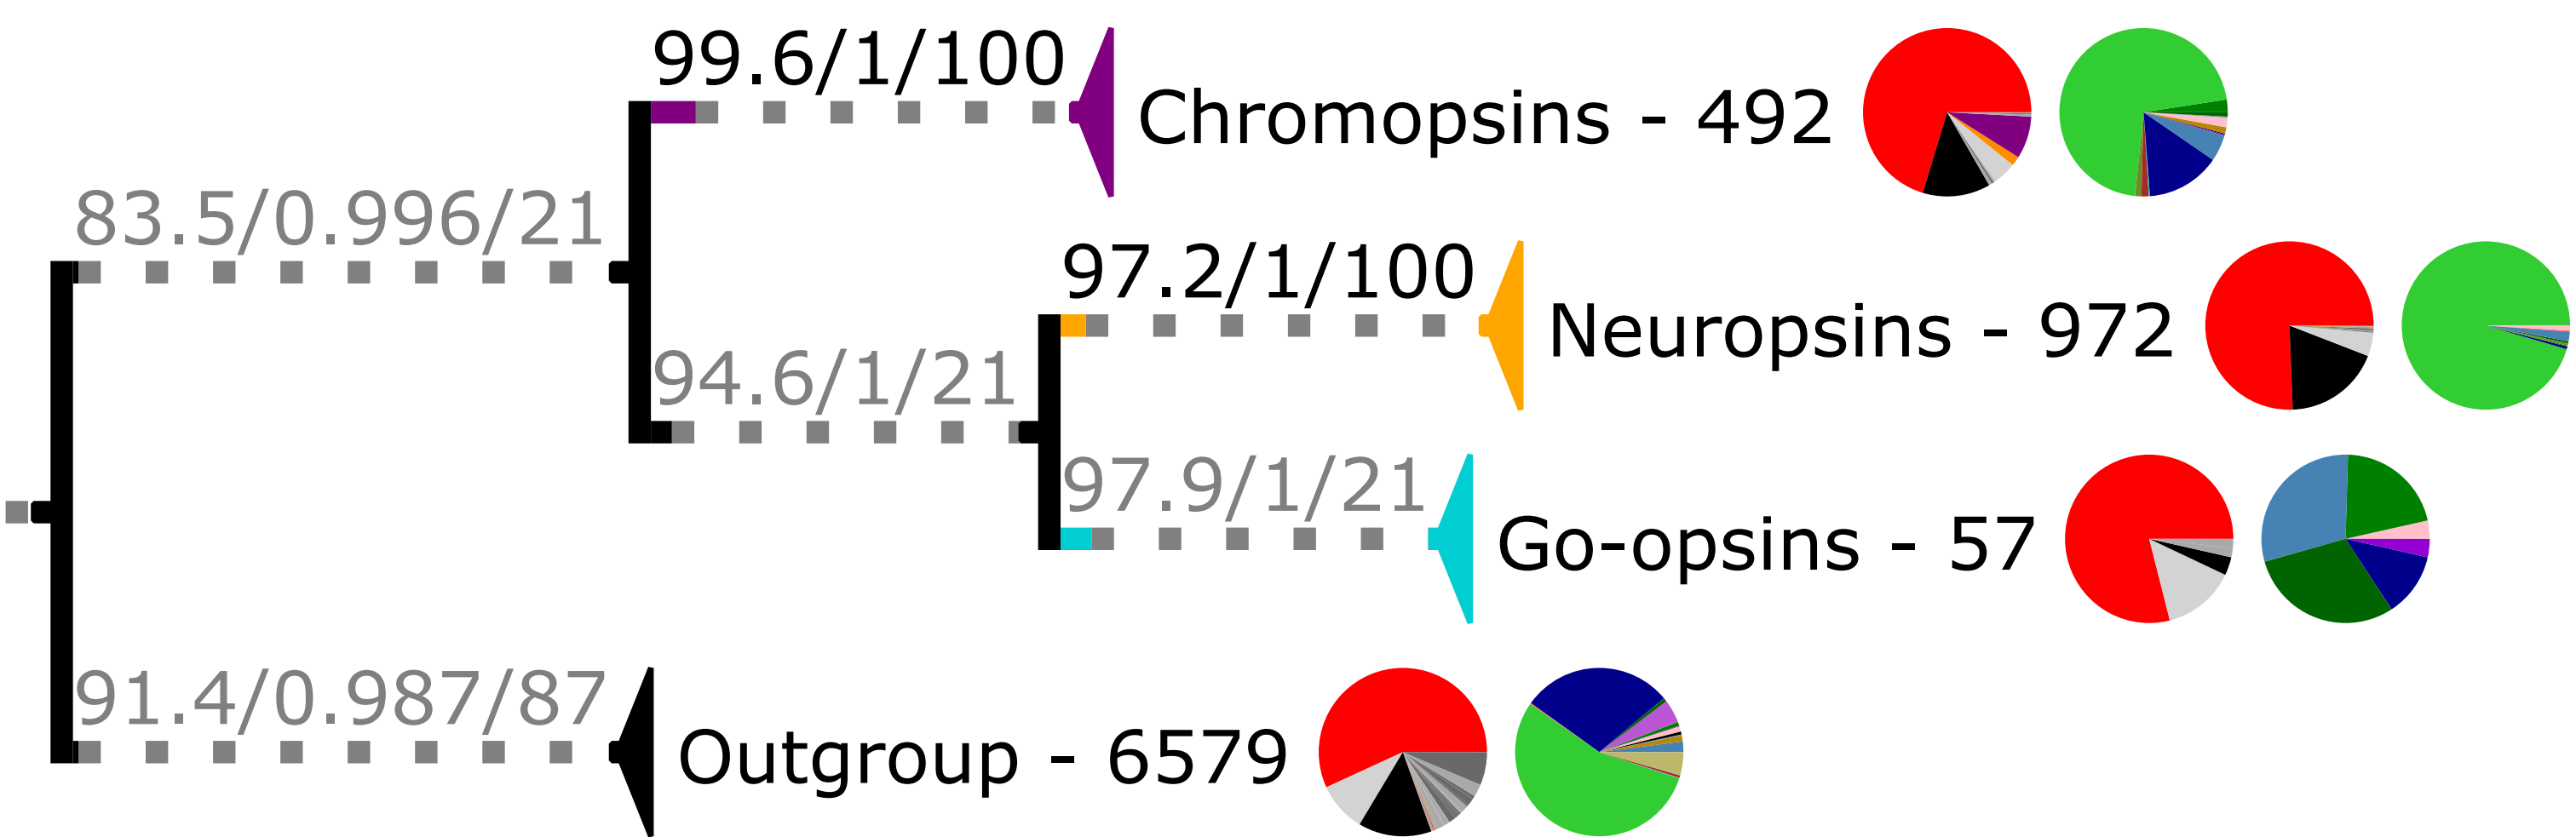 99.6/1/100
Chromopsins - 492
83.5/0.996/21
97.2/1/100
Neuropsins - 972
94.6/1/21
97.9/1/21
Go-opsins - 57
91.4/0.987/87
Outgroup - 6579